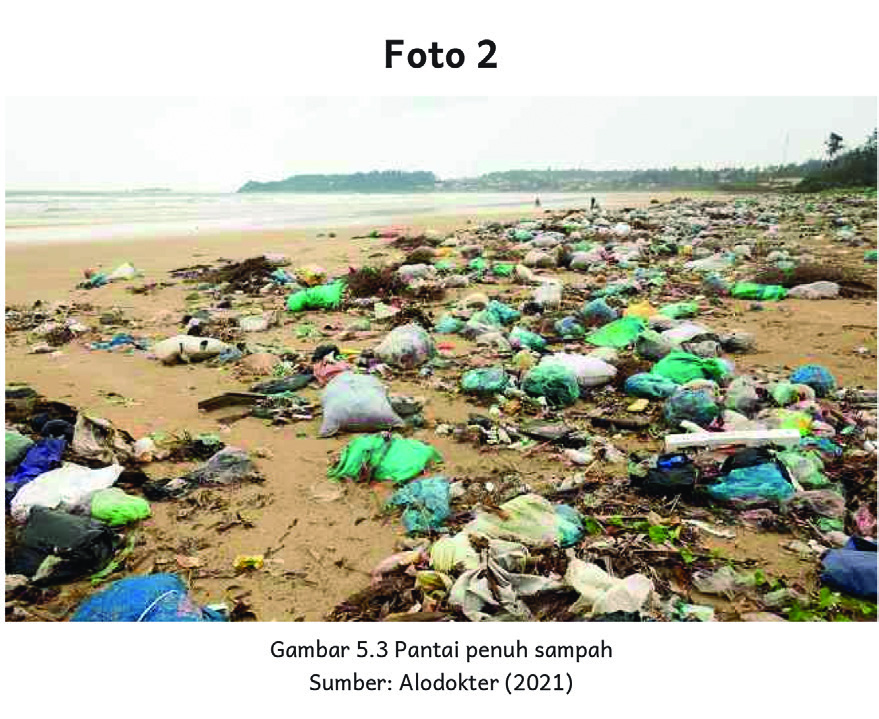 Foto 2
Gambar 5.3 Pantai penuh sampah
Sumber: Alodokter (2021)